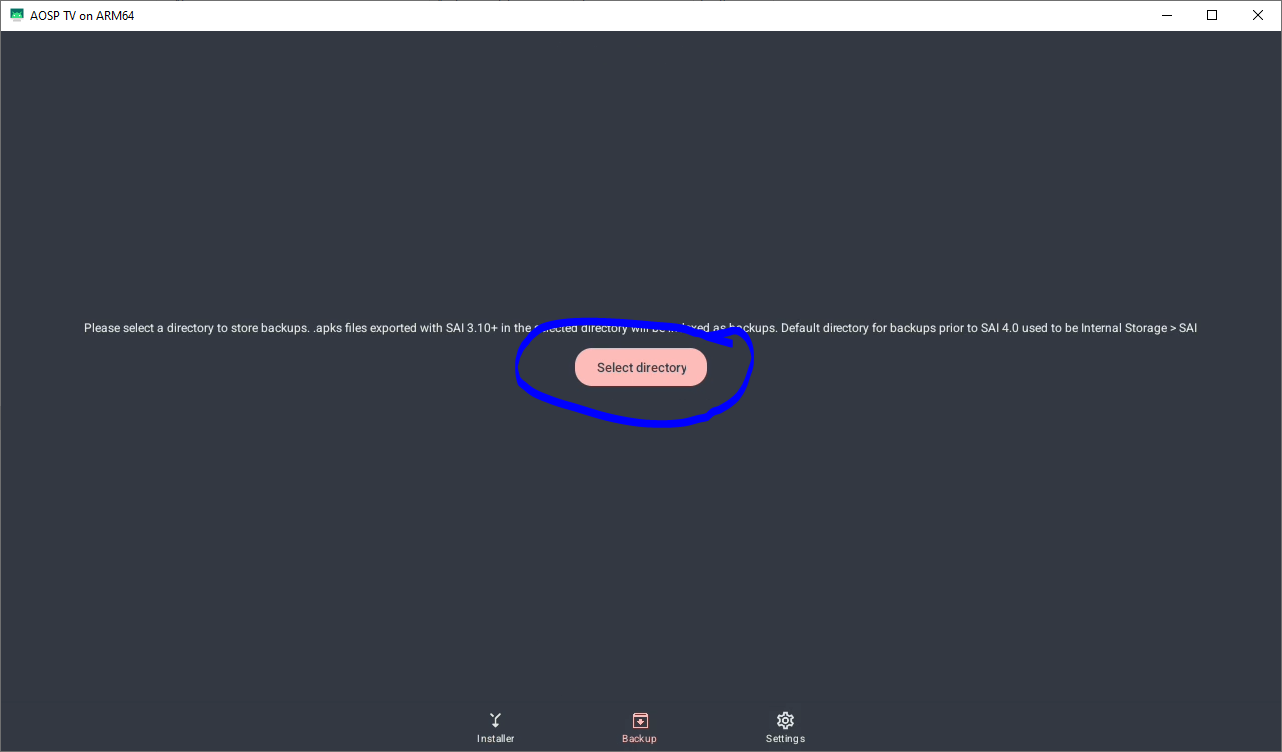 AOSP TV on ARM64
Please select a directory to store backups. .apks files exported with SAI 3.10+ in the selected directory will be indexed as backups. Default directory for backups prior to SAI 4.0 used to be Internal Storage > SAI
Select directory
Installer
Backup
Settings